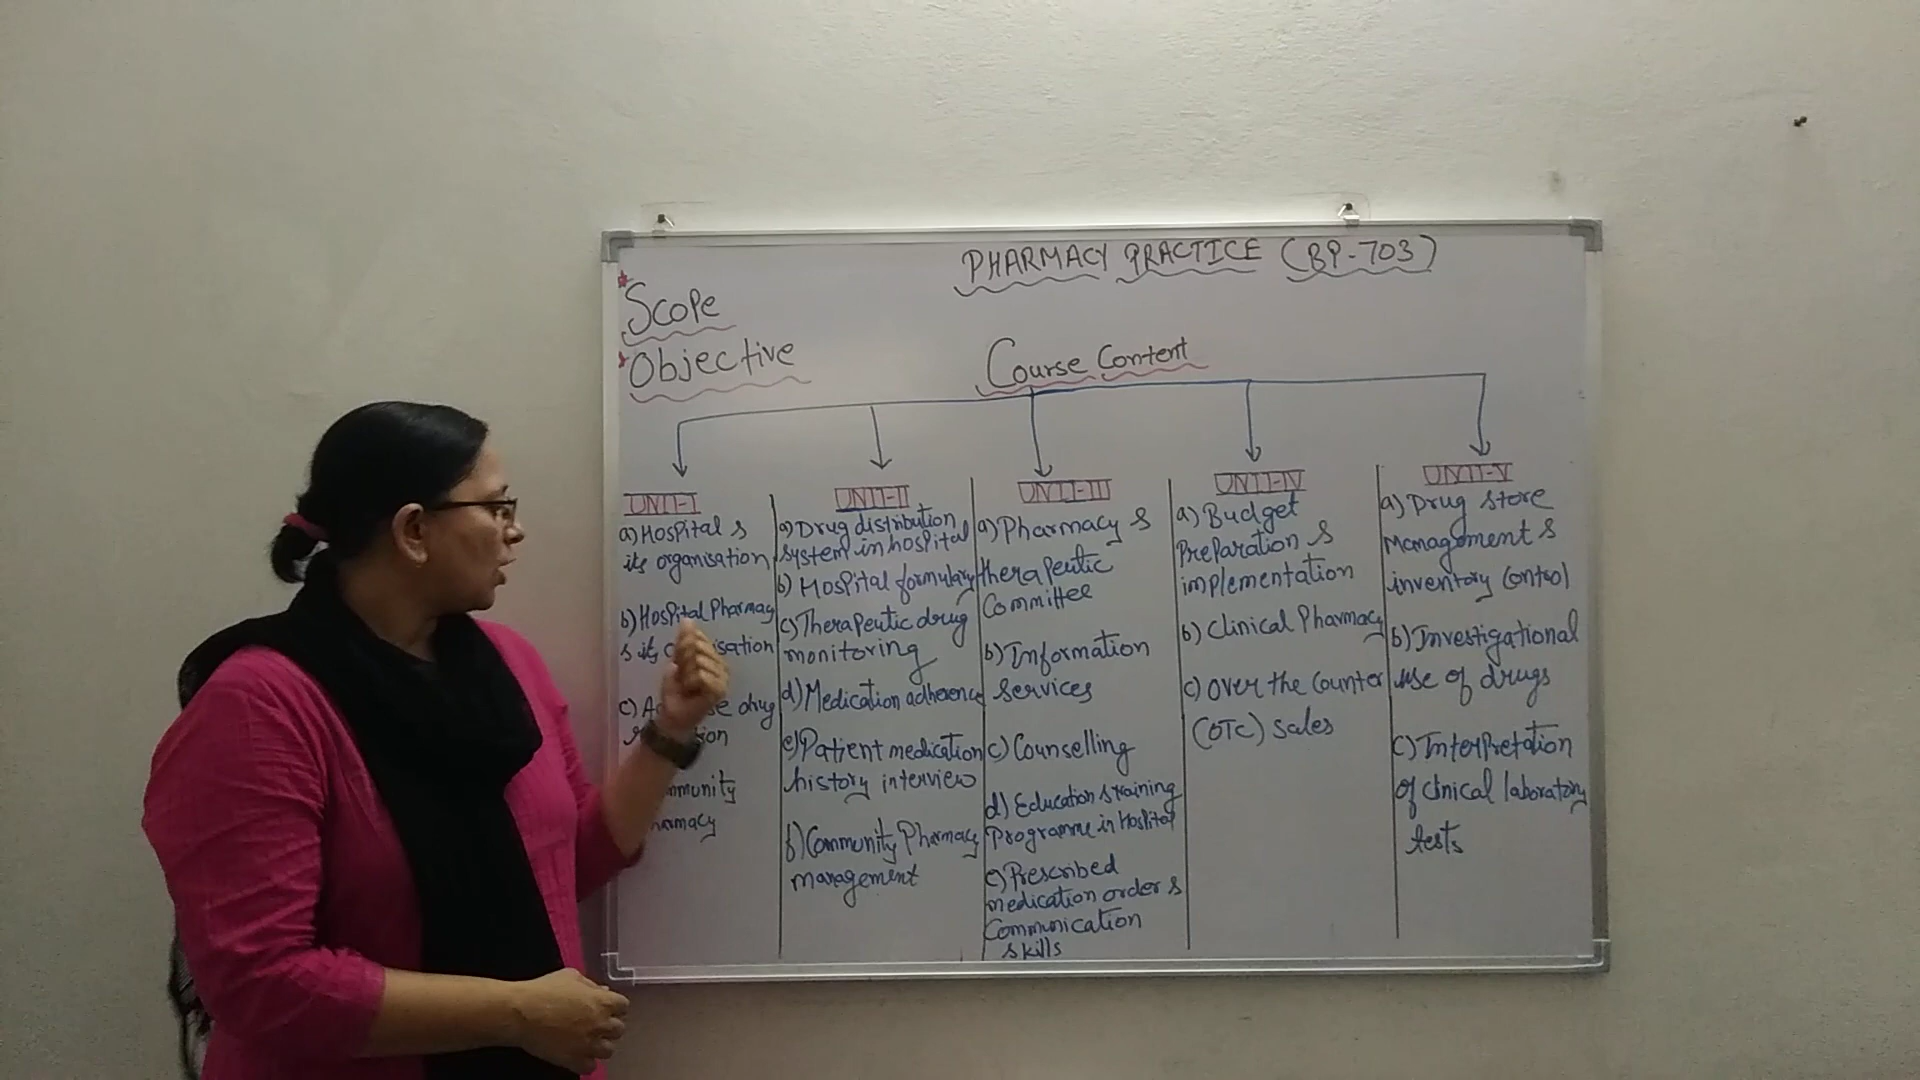 PHARMACY PRACTICE (BP-703)
Scope
Objective
Course Content
UNIT-I
a) Hospital &
its organisation
b) Hospital Pharmacy
& its
c) drug
Community
Pharmacy
UNIT-II
a) Drug distribution
system in hospital
b) Hospital formulary
c) Therapeutic drug
monitoring
d) Medication adherence
e) Patient medication
history interview
f) Community Pharmacy
management
UNIT-III
a) Pharmacy &
therapeutic
Committee
b) Information
services
c) Counselling
d) Education & training
Programme in Hospital
e) Prescribed
medication order &
Communication
skills
UNIT-IV
a) Budget
Preparation &
implementation
b) Clinical Pharmacy
c) Over the Counter
(OTC) sales
UNIT-V
a) Drug store
Management &
inventory Control
b) Investigational
use of drugs
c) Interpretation
of clinical laboratory
tests